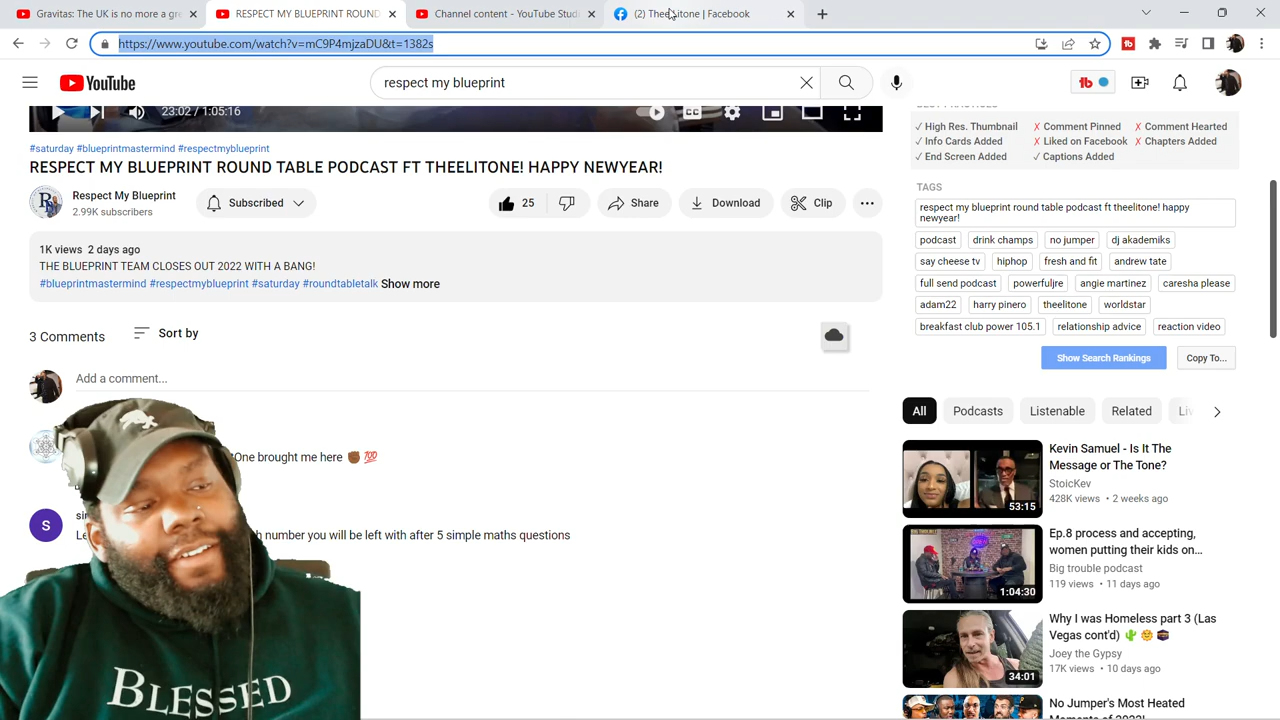 Gravitas: The UK is no more a gre
RESPECT MY BLUEPRINT ROUND
Channel content - YouTube Studi
(2) Theelitone | Facebook
https://www.youtube.com/watch?v=mC9P4mjzaDU&t=1382s
YouTube
respect my blueprint
23:02 / 1:05:16
#saturday #blueprintmastermind #respectmyblueprint
RESPECT MY BLUEPRINT ROUND TABLE PODCAST FT THEELITONE! HAPPY NEWYEAR!
Respect My Blueprint
2.99K subscribers
Subscribed
25
Share
Download
Clip
1K views 2 days ago
THE BLUEPRINT TEAM CLOSES OUT 2022 WITH A BANG!
#blueprintmastermind #respectmyblueprint #saturday #roundtabletalk Show more
3 Comments
Sort by
Add a comment...
One brought me here
100
S
h number you will be left with after 5 simple maths questions
BLESSED
BEST PRACTICES
✓ High Res. Thumbnail ✗ Comment Pinned ✗ Comment Hearted
✓ Info Cards Added ✗ Liked on Facebook ✗ Chapters Added
✓ End Screen Added ✓ Captions Added
TAGS
respect my blueprint round table podcast ft theelitone! happy
newyear!
podcast drink champs no jumper dj akademiks
say cheese tv hiphop fresh and fit andrew tate
full send podcast powerfuljre angie martinez caresha please
adam22 harry pinero theelitone worldstar
breakfast club power 105.1 relationship advice reaction video
Show Search Rankings
Copy To...
All Podcasts Listenable Related Li
Kevin Samuel - Is It The
Message or The Tone?
StoicKev
428K views • 2 weeks ago
53:15
Ep.8 process and accepting,
women putting their kids on...
Big trouble podcast
119 views • 11 days ago
1:04:30
Why I was Homeless part 3 (Las
Vegas cont'd)
Joey the Gypsy
17K views • 10 days ago
34:01
No Jumper's Most Heated
Moments of 2022!